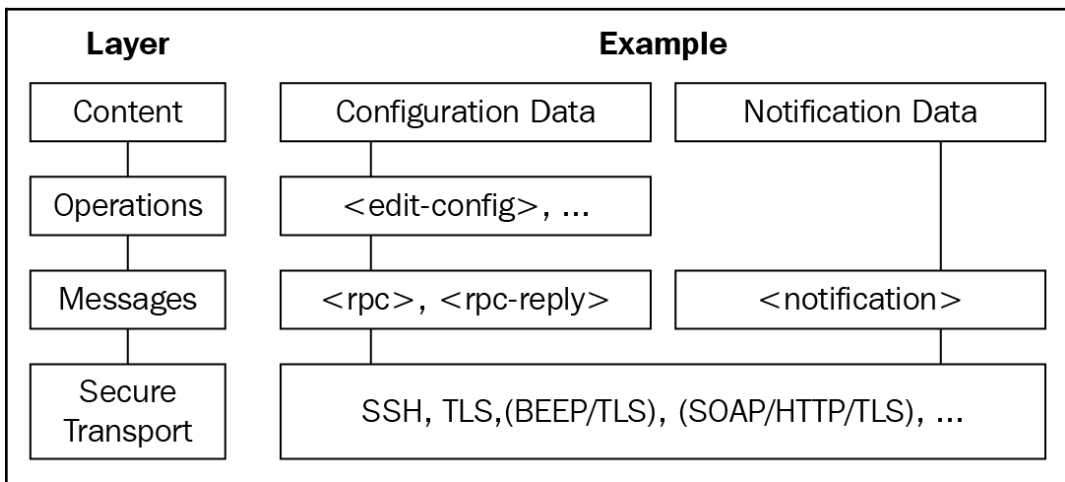 Layer Example
Content Configuration Data Notification Data
Operations <edit-config>, ...
Messages <rpc>, <rpc-reply> <notification>
Secure
Transport
SSH, TLS,(BEEP/TLS), (SOAP/HTTP/TLS), ...